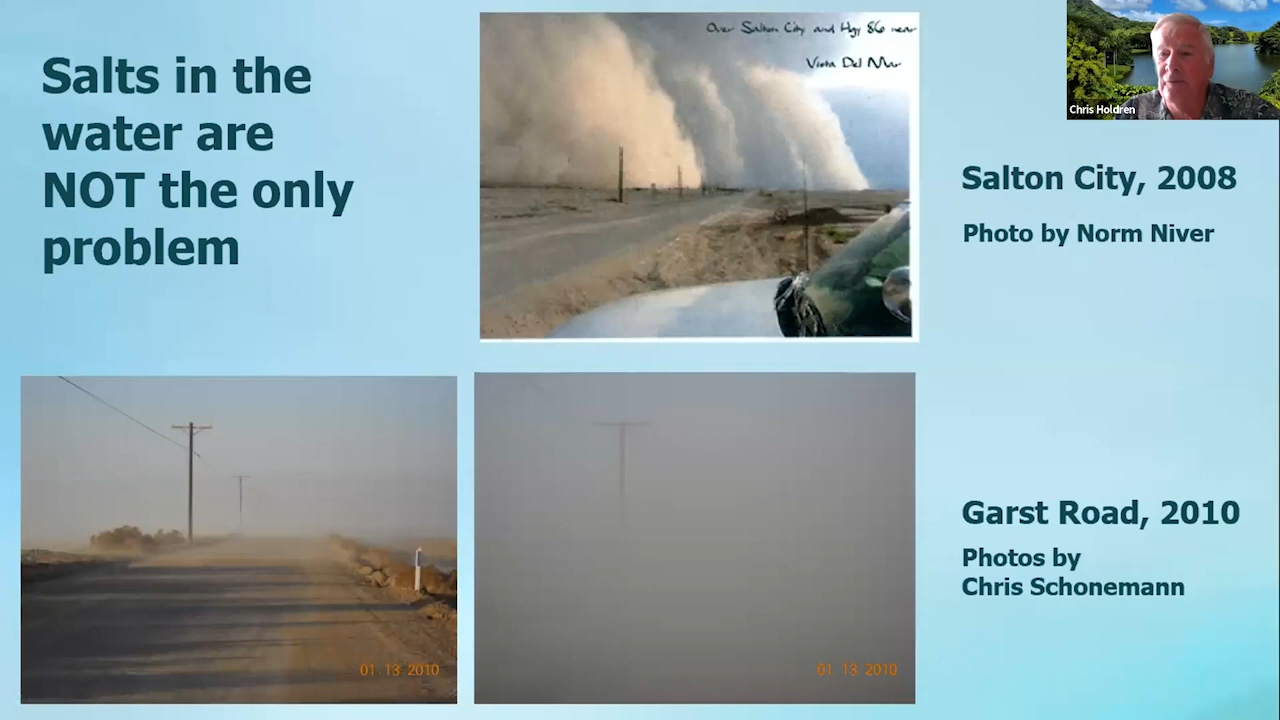 Salts in the
water are
NOT the only
problem
Over Salton City and Hgy 86 near
Vista Del Mar
Chris Holdren
Salton City, 2008
Photo by Norm Niver
01 13 2010
01 13 2010
Garst Road, 2010
Photos by
Chris Schonemann